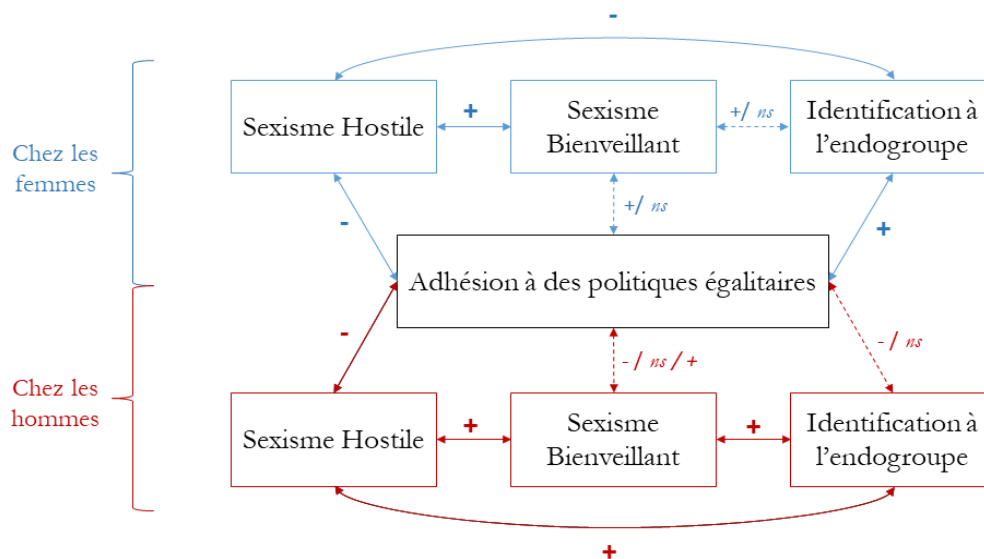 -
Sexisme Hostile
+
Sexisme
Bienveillant
+/ ns
Identification à
l'endogroupe
Chez les
femmes
-
+/ ns
+
Adhésion à des politiques égalitaires
-
- / ns / +
- / ns
Chez les
hommes
Sexisme Hostile
+
Sexisme
Bienveillant
+
Identification à
l'endogroupe
+